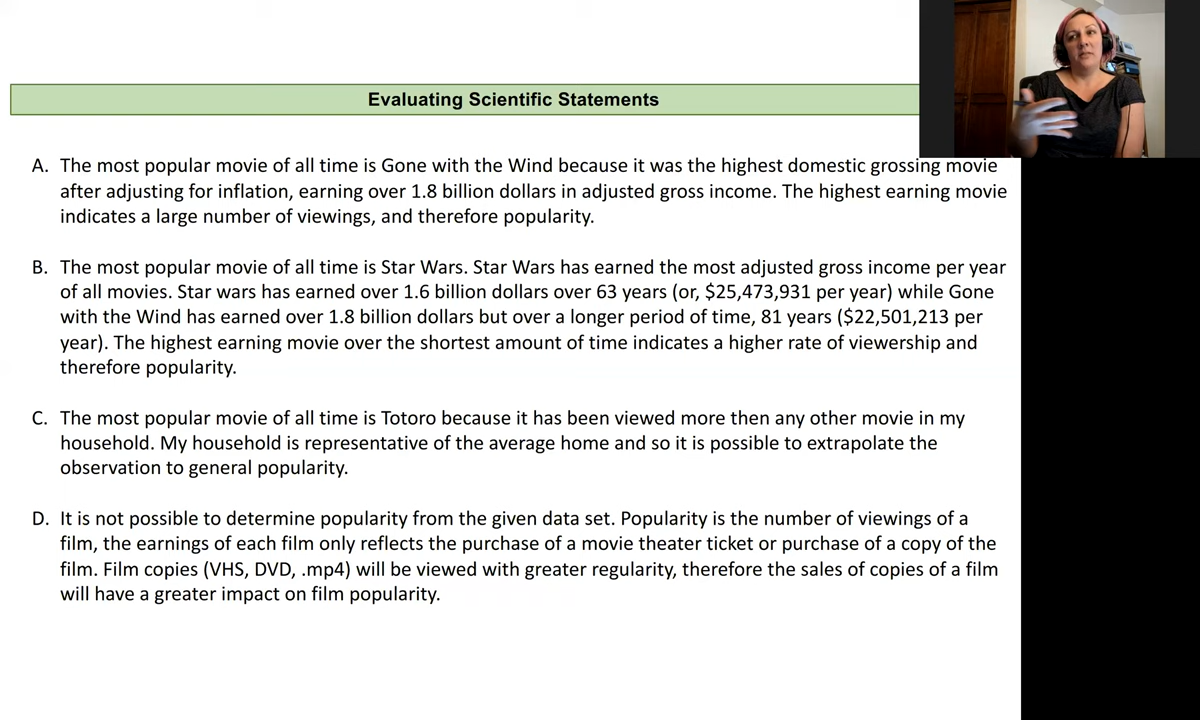 Evaluating Scientific Statements
A. The most popular movie of all time is Gone with the Wind because it was the highest domestic grossing movie
after adjusting for inflation, earning over 1.8 billion dollars in adjusted gross income. The highest earning movie
indicates a large number of viewings, and therefore popularity.
B. The most popular movie of all time is Star Wars. Star Wars has earned the most adjusted gross income per year
of all movies. Star wars has earned over 1.6 billion dollars over 63 years (or, $25,473,931 per year) while Gone
with the Wind has earned over 1.8 billion dollars but over a longer period of time, 81 years ($22,501,213 per
year). The highest earning movie over the shortest amount of time indicates a higher rate of viewership and
therefore popularity.
C. The most popular movie of all time is Totoro because it has been viewed more then any other movie in my
household. My household is representative of the average home and so it is possible to extrapolate the
observation to general popularity.
D. It is not possible to determine popularity from the given data set. Popularity is the number of viewings of a
film, the earnings of each film only reflects the purchase of a movie theater ticket or purchase of a copy of the
film. Film copies (VHS, DVD, .mp4) will be viewed with greater regularity, therefore the sales of copies of a film
will have a greater impact on film popularity.